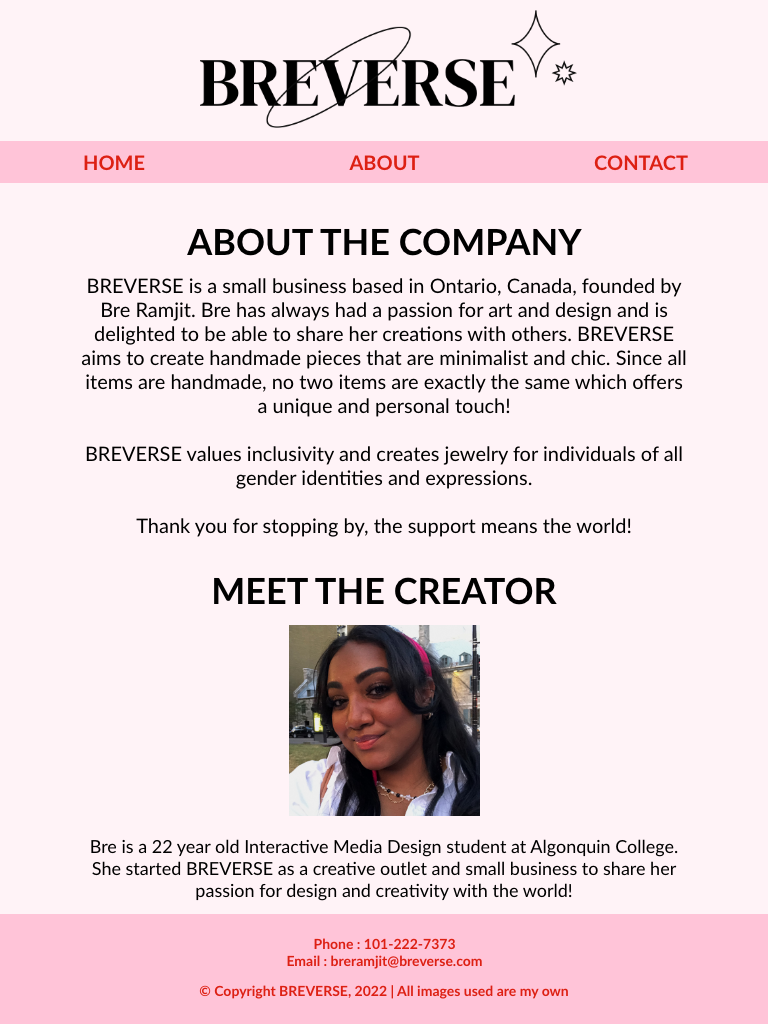 BREVERSE
HOME ABOUT CONTACT
ABOUT THE COMPANY
BREVERSE is a small business based in Ontario, Canada, founded by
Bre Ramjit. Bre has always had a passion for art and design and is
delighted to be able to share her creations with others. BREVERSE
aims to create handmade pieces that are minimalist and chic. Since all
items are handmade, no two items are exactly the same which offers
a unique and personal touch!
BREVERSE values inclusivity and creates jewelry for individuals of all
gender identities and expressions.
Thank you for stopping by, the support means the world!
MEET THE CREATOR
Bre is a 22 year old Interactive Media Design student at Algonquin College.
She started BREVERSE as a creative outlet and small business to share her
passion for design and creativity with the world!
Phone : 101-222-7373
Email : breramjit@breverse.com
© Copyright BREVERSE, 2022 | All images used are my own